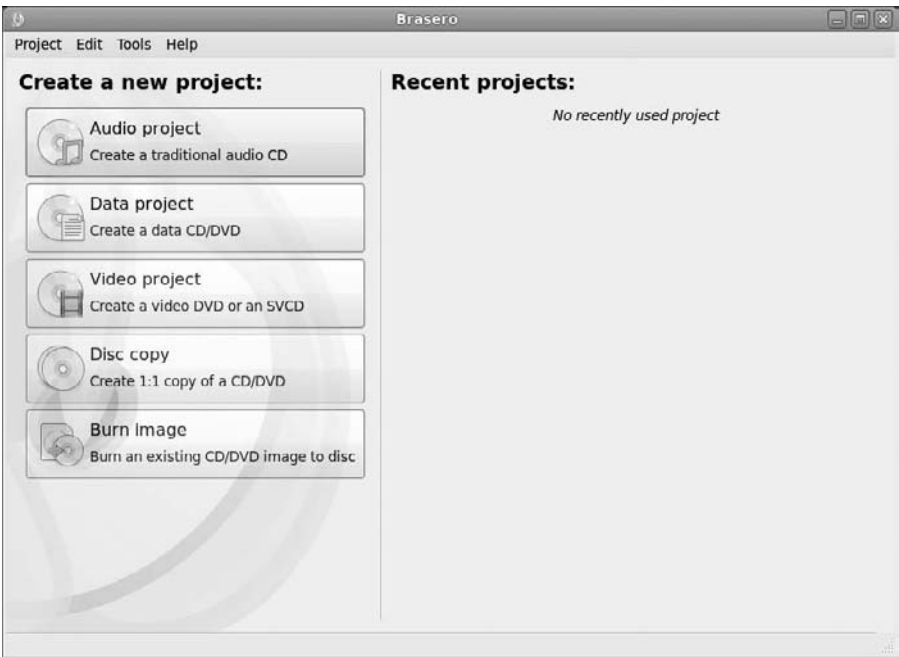 Brasero
Project Edit Tools Help
Create a new project:
Audio project
Create a traditional audio CD
Data project
Create a data CD/DVD
Video project
Create a video DVD or an SVCD
Disc copy
Create 1:1 copy of a CD/DVD
Burn image
Burn an existing CD/DVD image to disc
Recent projects:
No recently used project